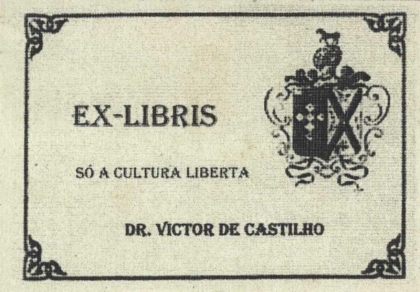 EX-LIBRIS
SÓ A CULTURA LIBERTA
DR. VICTOR DE CASTILHO